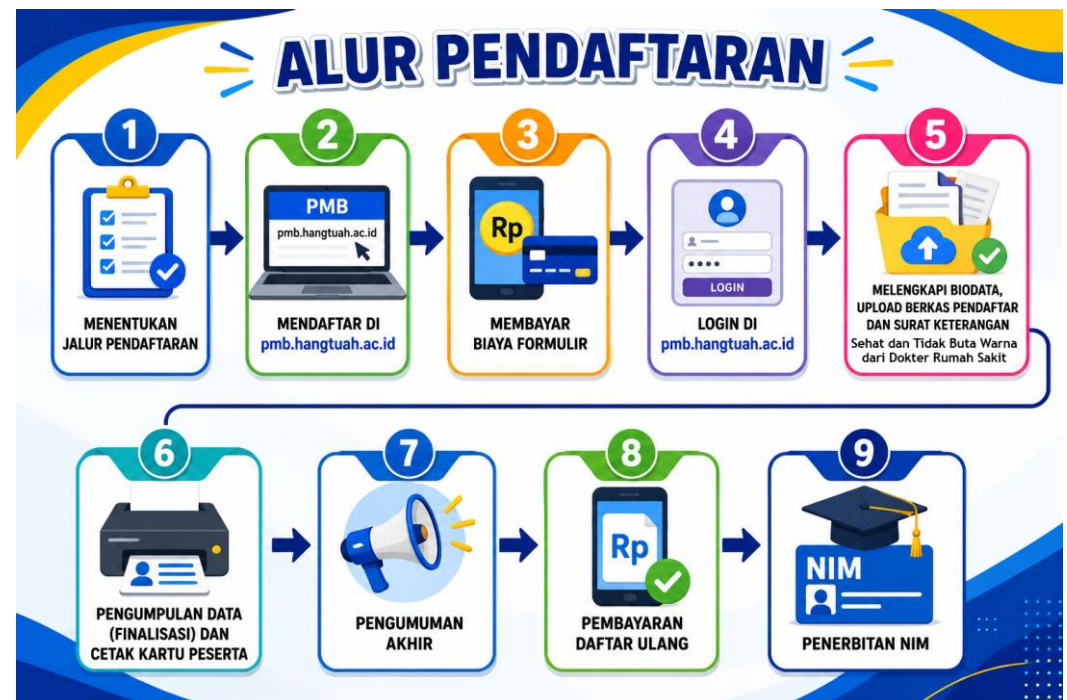 ALUR PENDAFTARAN
1
PMB
pmb.hangtuah.ac.id
MENENTUKAN
JALUR PENDAFTARAN
2
MENDAFTAR DI
pmb.hangtuah.ac.id
3
Rp
MEMBAYAR
BIAYA FORMULIR
4
LOGIN
LOGIN DI
pmb.hangtuah.ac.id
5
MELENGKAPI BIODATA,
UPLOAD BERKAS PENDAFTAR
DAN SURAT KETERANGAN
Sehat dan Tidak Buta Warna
dari Dokter Rumah Sakit
6
PENGUMPULAN DATA
(FINALISASI) DAN
CETAK KARTU PESERTA
7
PENGUMUMAN
AKHIR
8
Rp
PEMBAYARAN
DAFTAR ULANG
9
NIM
PENERBITAN NIM